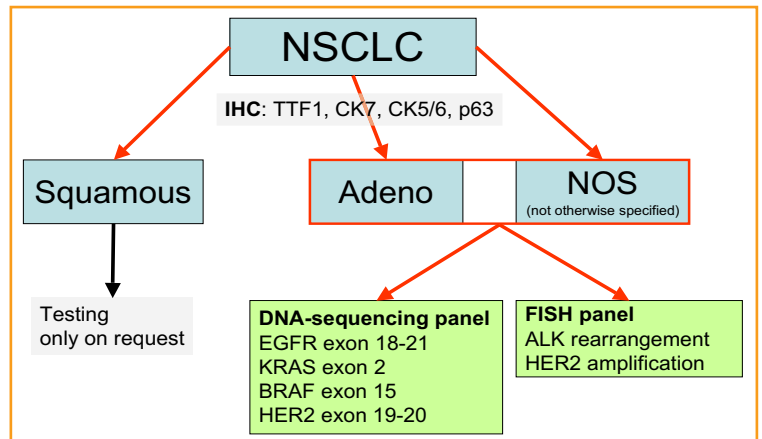 NSCLC
IHC: TTF1, CK7, CK5/6, p63
Squamous
Adeno
NOS
(not otherwise specified)
Testing
only on request
DNA-sequencing panel
EGFR exon 18-21
KRAS exon 2
BRAF exon 15
HER2 exon 19-20
FISH panel
ALK rearrangement
HER2 amplification